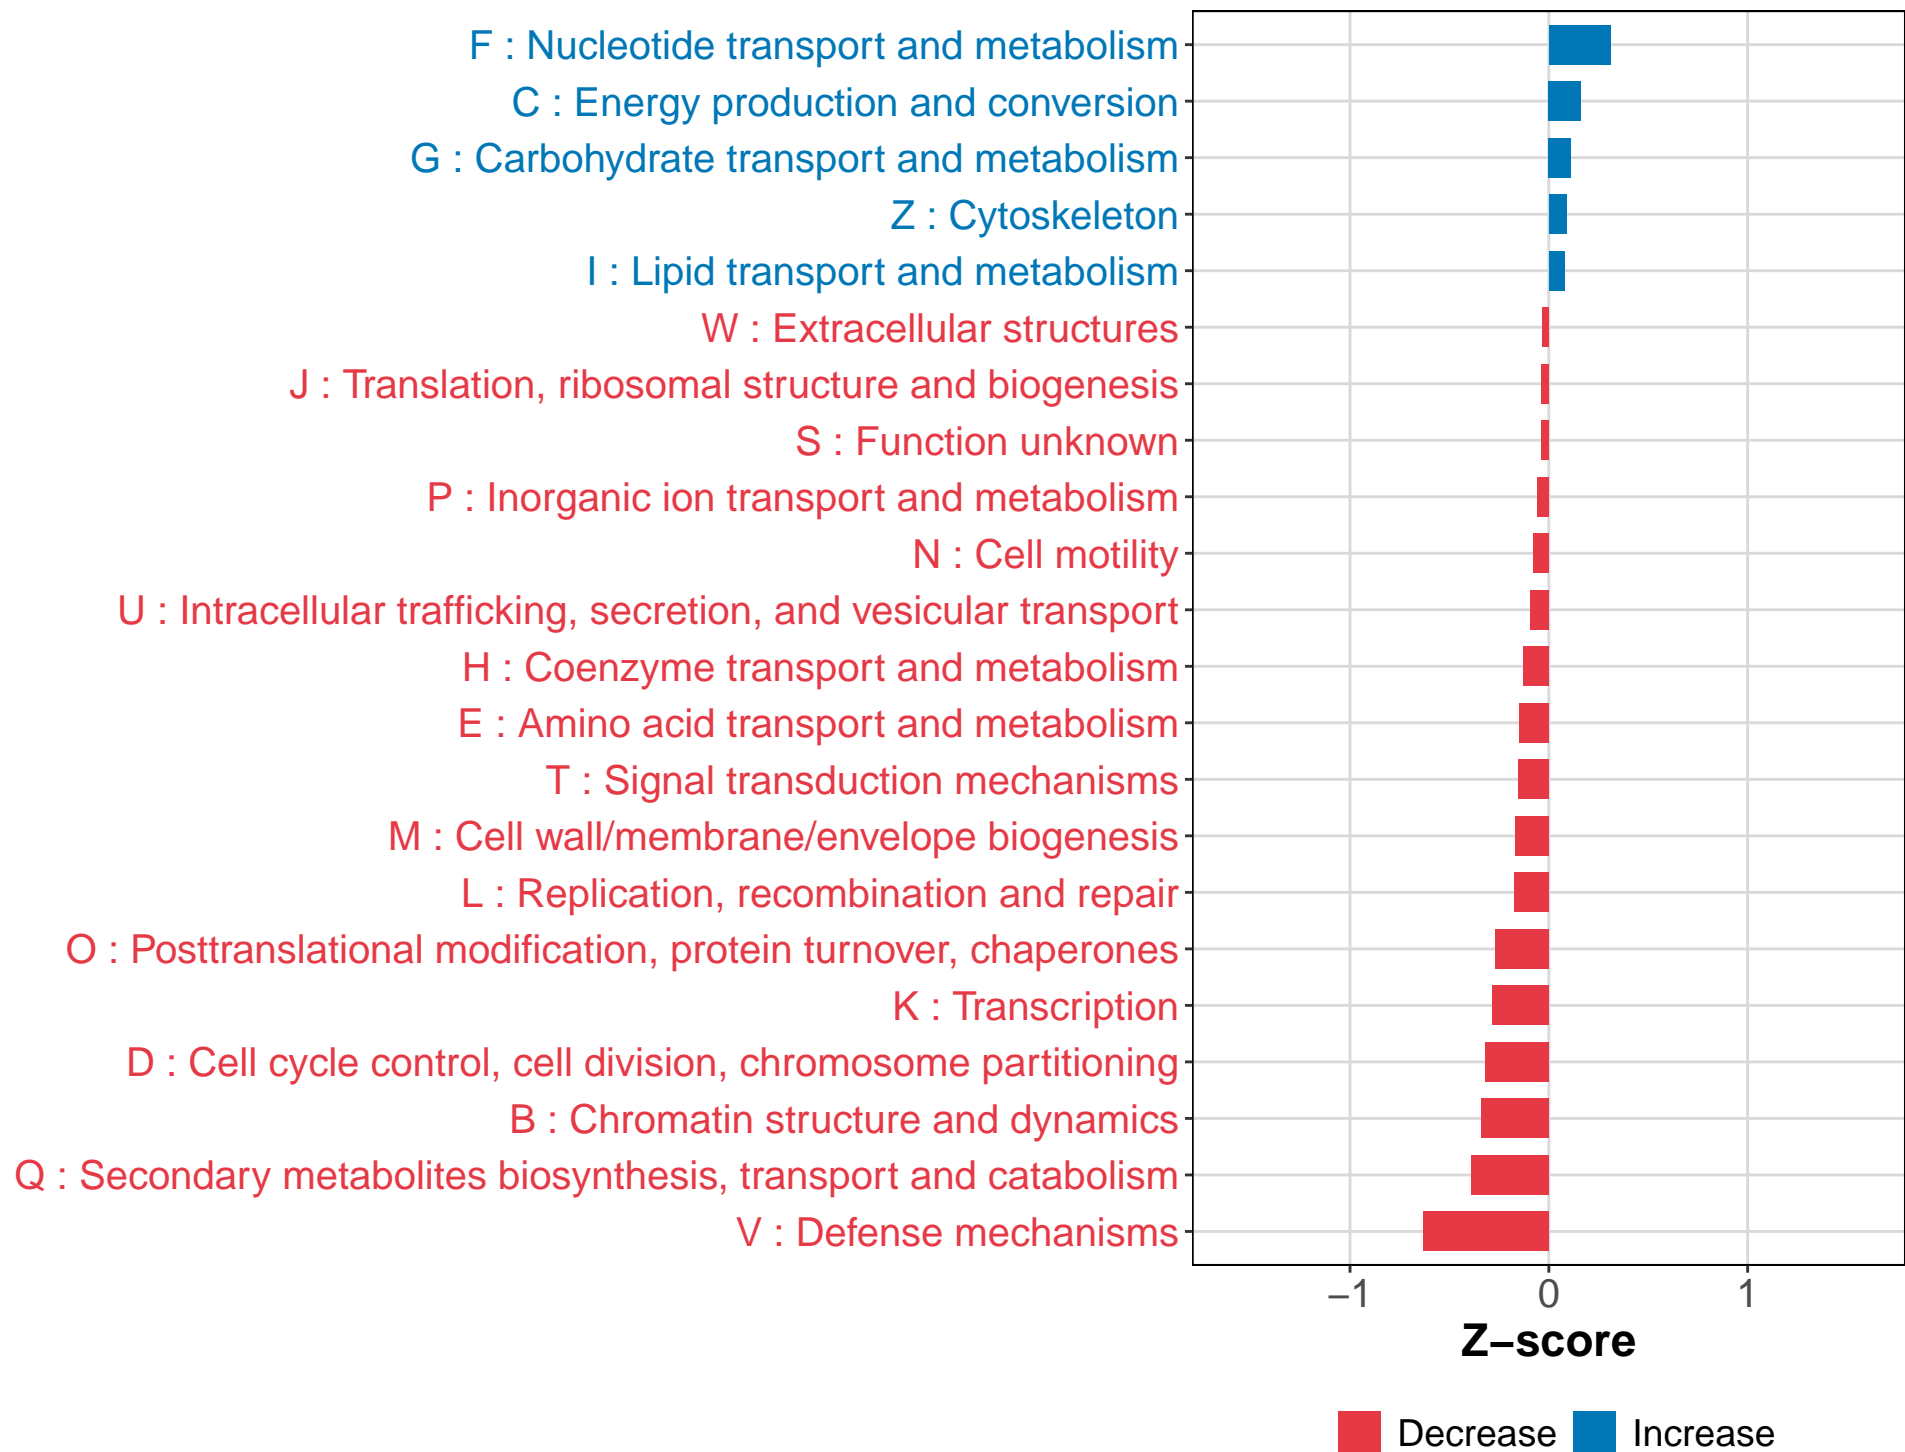 F : Nucleotide transport and metabolism
C : Energy production and conversion
G : Carbohydrate transport and metabolism
Z : Cytoskeleton
I : Lipid transport and metabolism
W : Extracellular structures
J : Translation, ribosomal structure and biogenesis
S : Function unknown
P : Inorganic ion transport and metabolism
N : Cell motility
U : Intracellular trafficking, secretion, and vesicular transport
H : Coenzyme transport and metabolism
E : Amino acid transport and metabolism
T : Signal transduction mechanisms
M : Cell wall/membrane/envelope biogenesis
L : Replication, recombination and repair
O : Posttranslational modification, protein turnover, chaperones
K : Transcription
D : Cell cycle control, cell division, chromosome partitioning
B : Chromatin structure and dynamics
Q : Secondary metabolites biosynthesis, transport and catabolism
V : Defense mechanisms
−1 0 1
Z−score
Decrease Increase